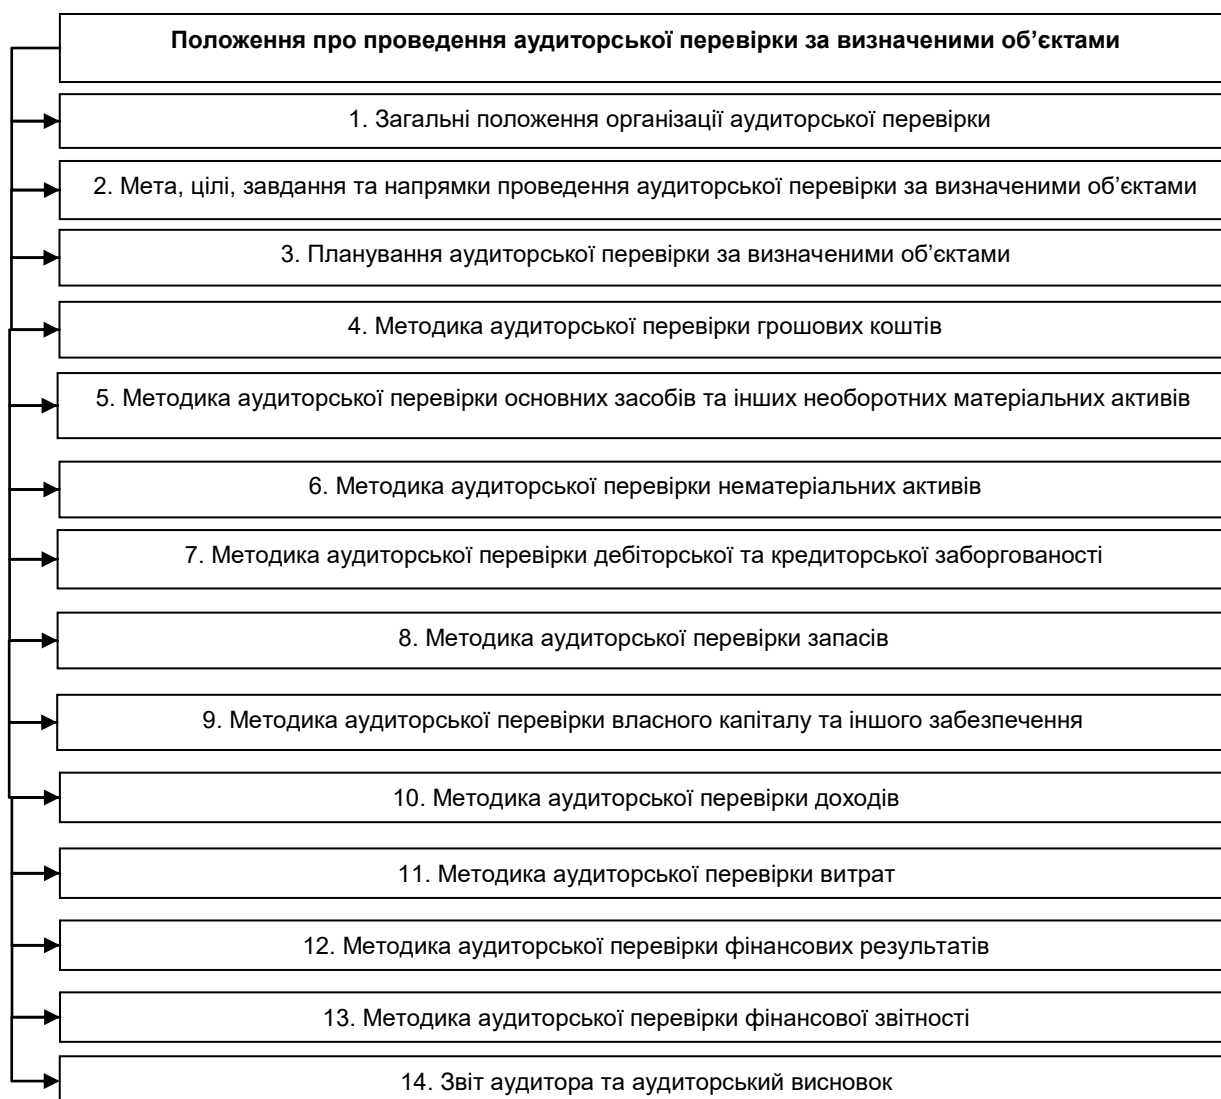 Положення про проведення аудиторської перевірки за визначеними об’єктами
1. Загальні положення організації аудиторської перевірки
2. Мета, цілі, завдання та напрямки проведення аудиторської перевірки за визначеними об’єктами
3. Планування аудиторської перевірки за визначеними об’єктами
4. Методика аудиторської перевірки грошових коштів
5. Методика аудиторської перевірки основних засобів та інших необоротних матеріальних активів
6. Методика аудиторської перевірки нематеріальних активів
7. Методика аудиторської перевірки дебіторської та кредиторської заборгованості
8. Методика аудиторської перевірки запасів
9. Методика аудиторської перевірки власного капіталу та іншого забезпечення
10. Методика аудиторської перевірки доходів
11. Методика аудиторської перевірки витрат
12. Методика аудиторської перевірки фінансових результатів
13. Методика аудиторської перевірки фінансової звітності
14. Звіт аудитора та аудиторський висновок